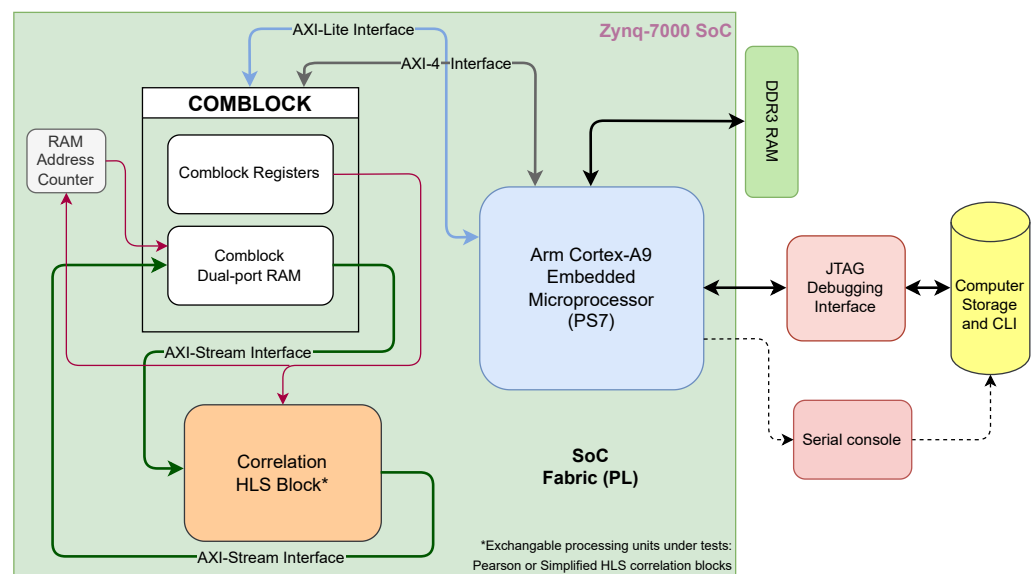 Zynq-7000 SoC
AXI-Lite Interface
AXI-4 Interface
DDR3 RAM
COMBLOCK
RAM
Address
Counter
Comblock Registers
Comblock
Dual-port RAM
Arm Cortex-A9
Embedded
Microprocessor
(PS7)
JTAG
Debugging
Interface
Computer
Storage
and CLI
AXI-Stream Interface
Serial console
Correlation
HLS Block*
SoC
Fabric (PL)
AXI-Stream Interface
*Exchangable processing units under tests:
Pearson or Simplified HLS correlation blocks